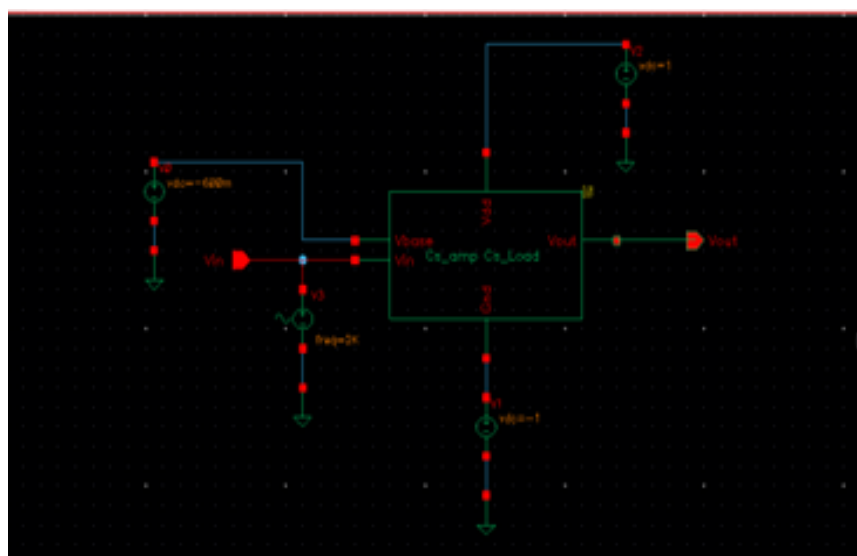 V2
vdc=1
V0
vdc=-600m
Vdd
Vbase
Vin
Vin
Cs_amp Cs_Load
Vout
Vout
Gnd
V3
freq=2K
V1
vdc=-1